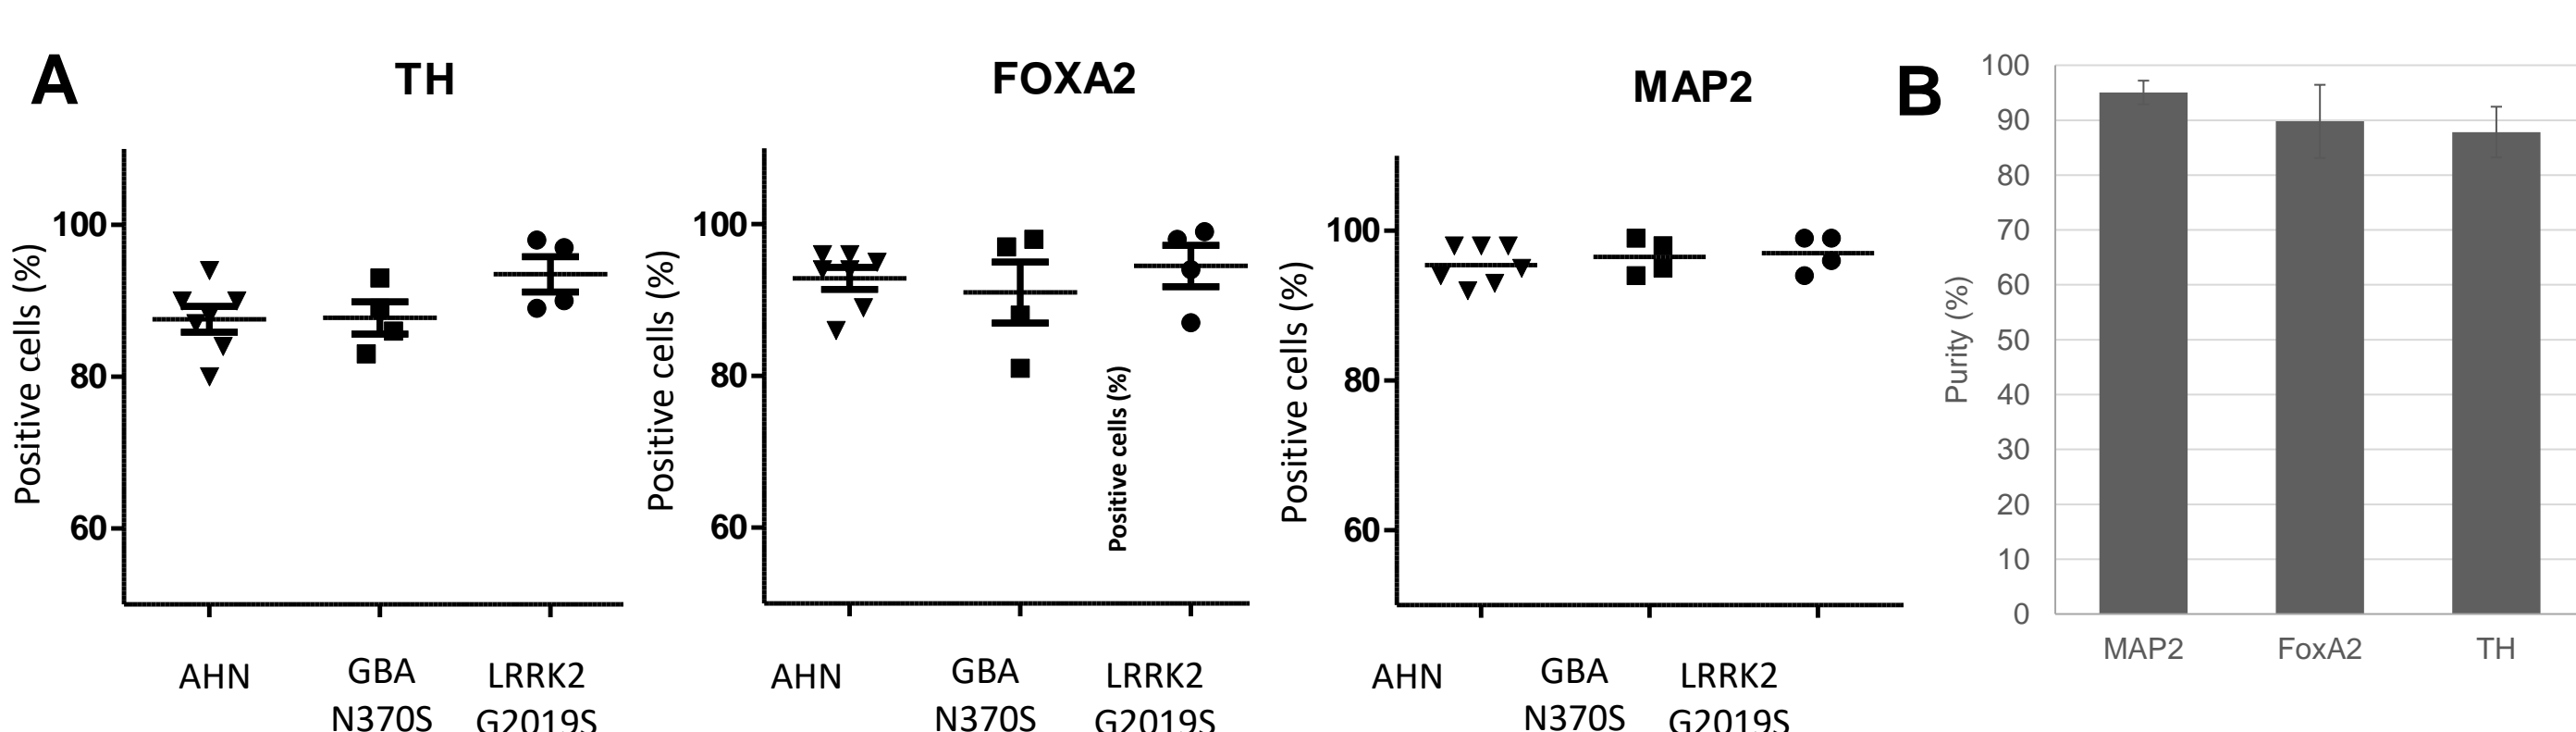 A
TH
Positive cells (%)
100
80
60
AHN
GBA
N370S
LRRK2
G2019S
FOXA2
Positive cells (%)
100
80
60
Positive cells (%)
AHN
GBA
N370S
LRRK2
G2019S
MAP2
Positive cells (%)
100
80
60
AHN
GBA
N370S
LRRK2
G2019S
B
Purity (%)
100
90
80
70
60
50
40
30
20
10
0
MAP2
FoxA2
TH